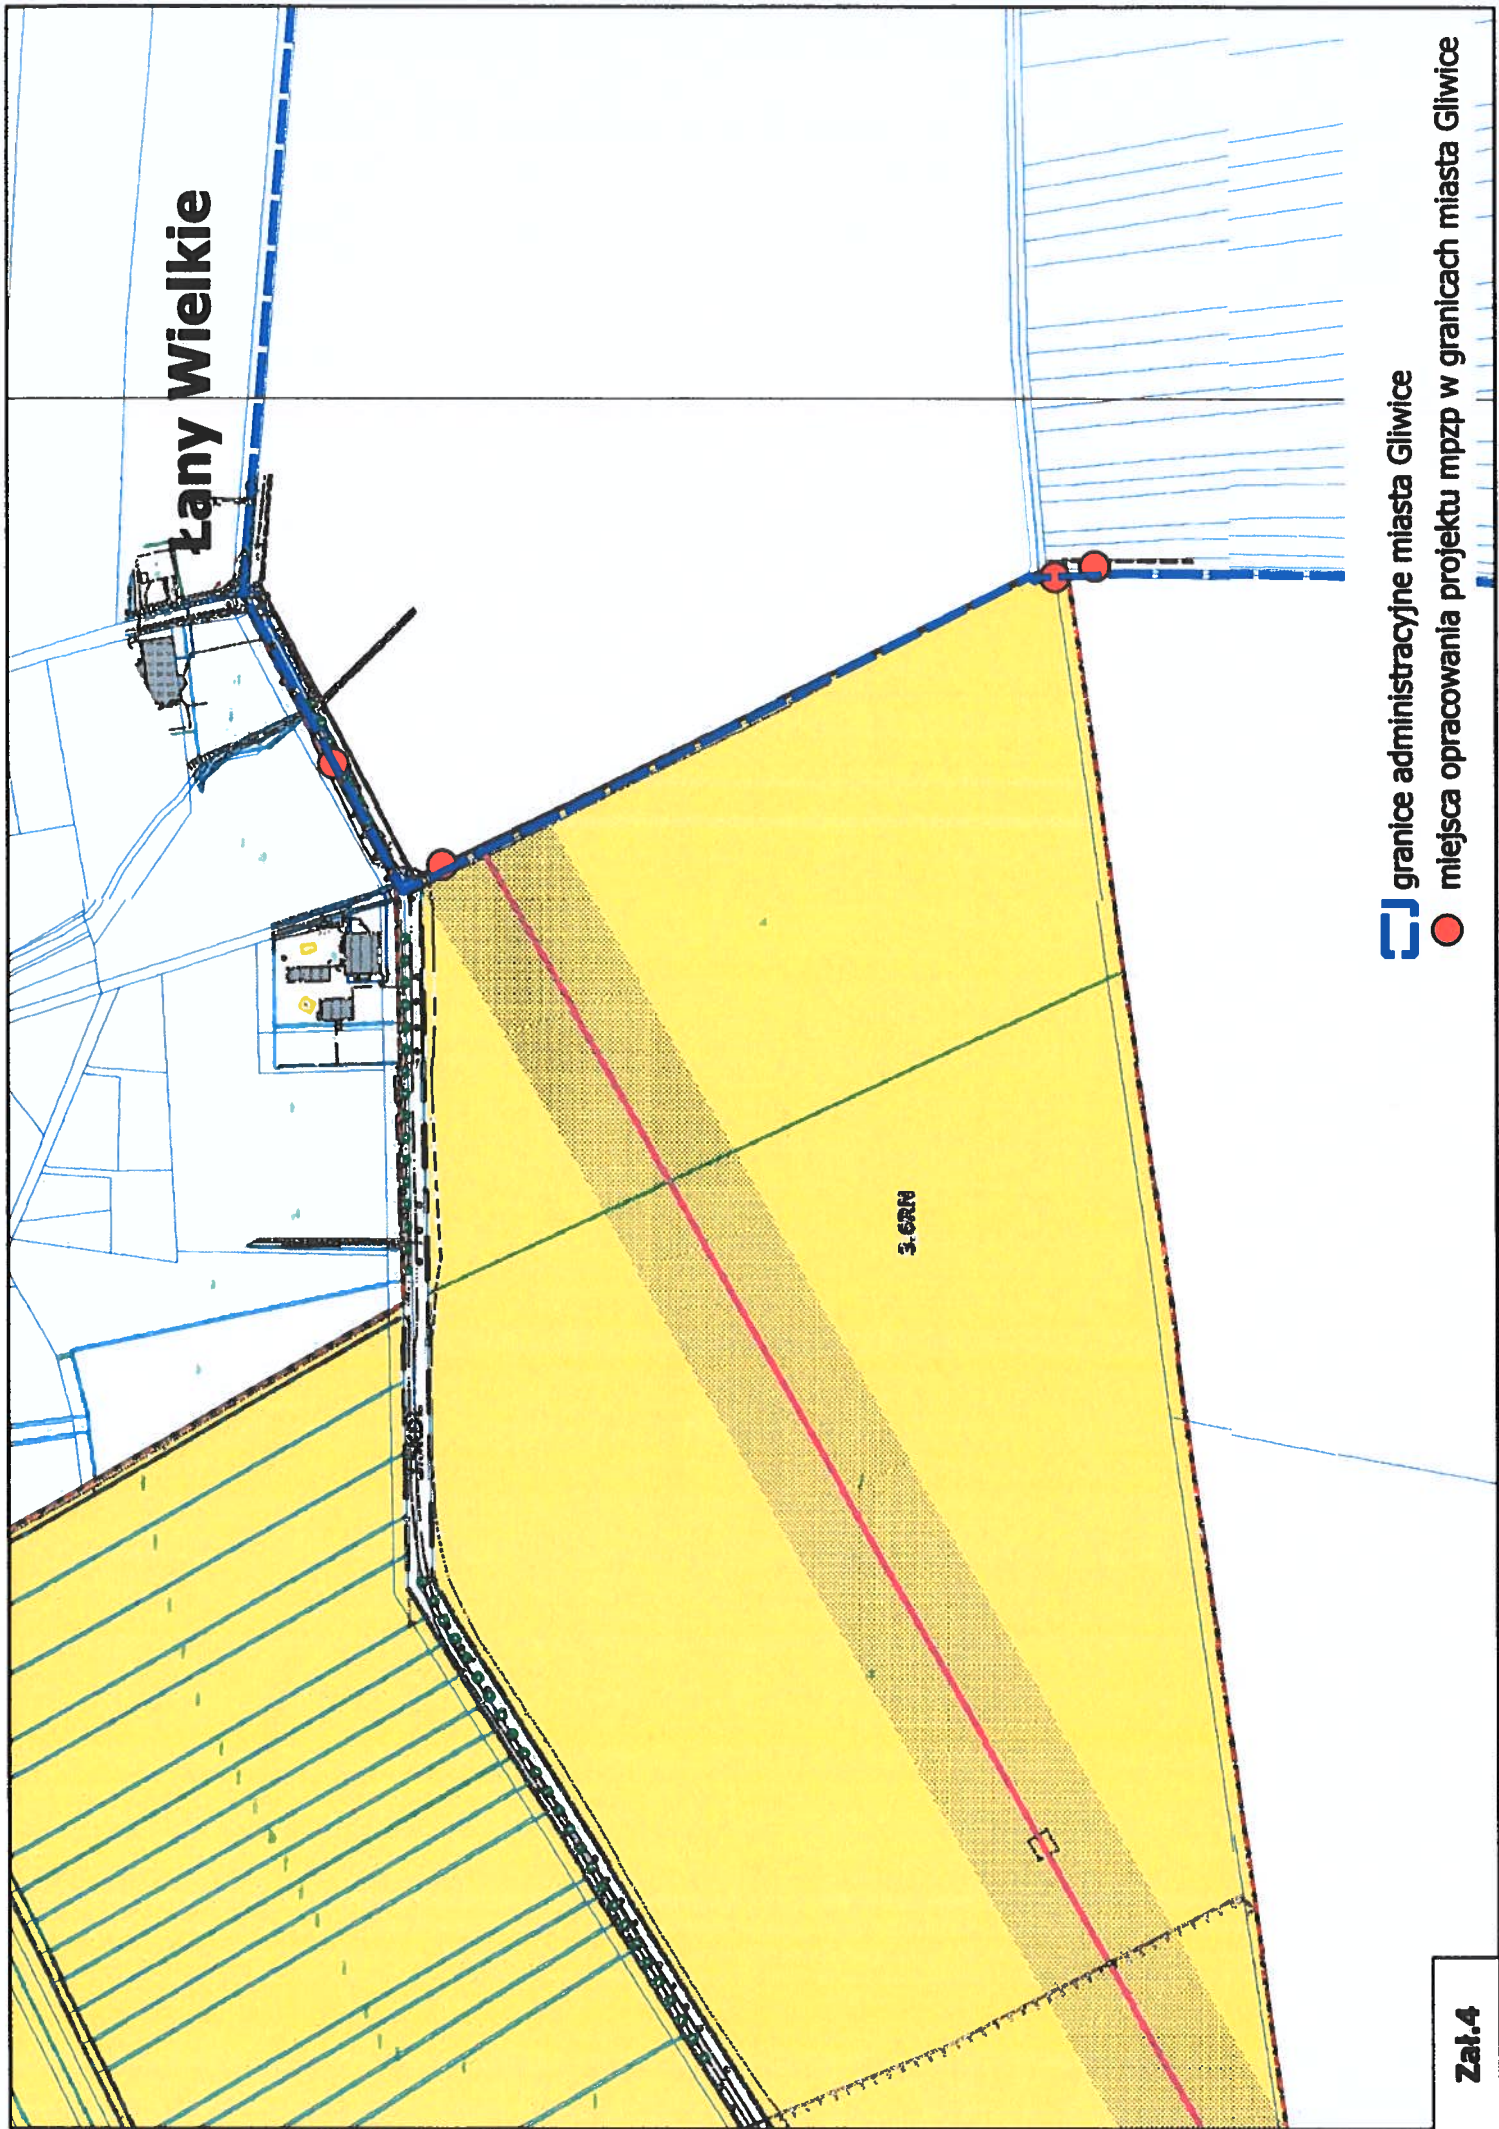 Łany Wielkie
3.6RN
granice administracyjne miasta Gliwice
miejsca opracowania projektu mpzp w granicach miasta Gliwice
Zał.4